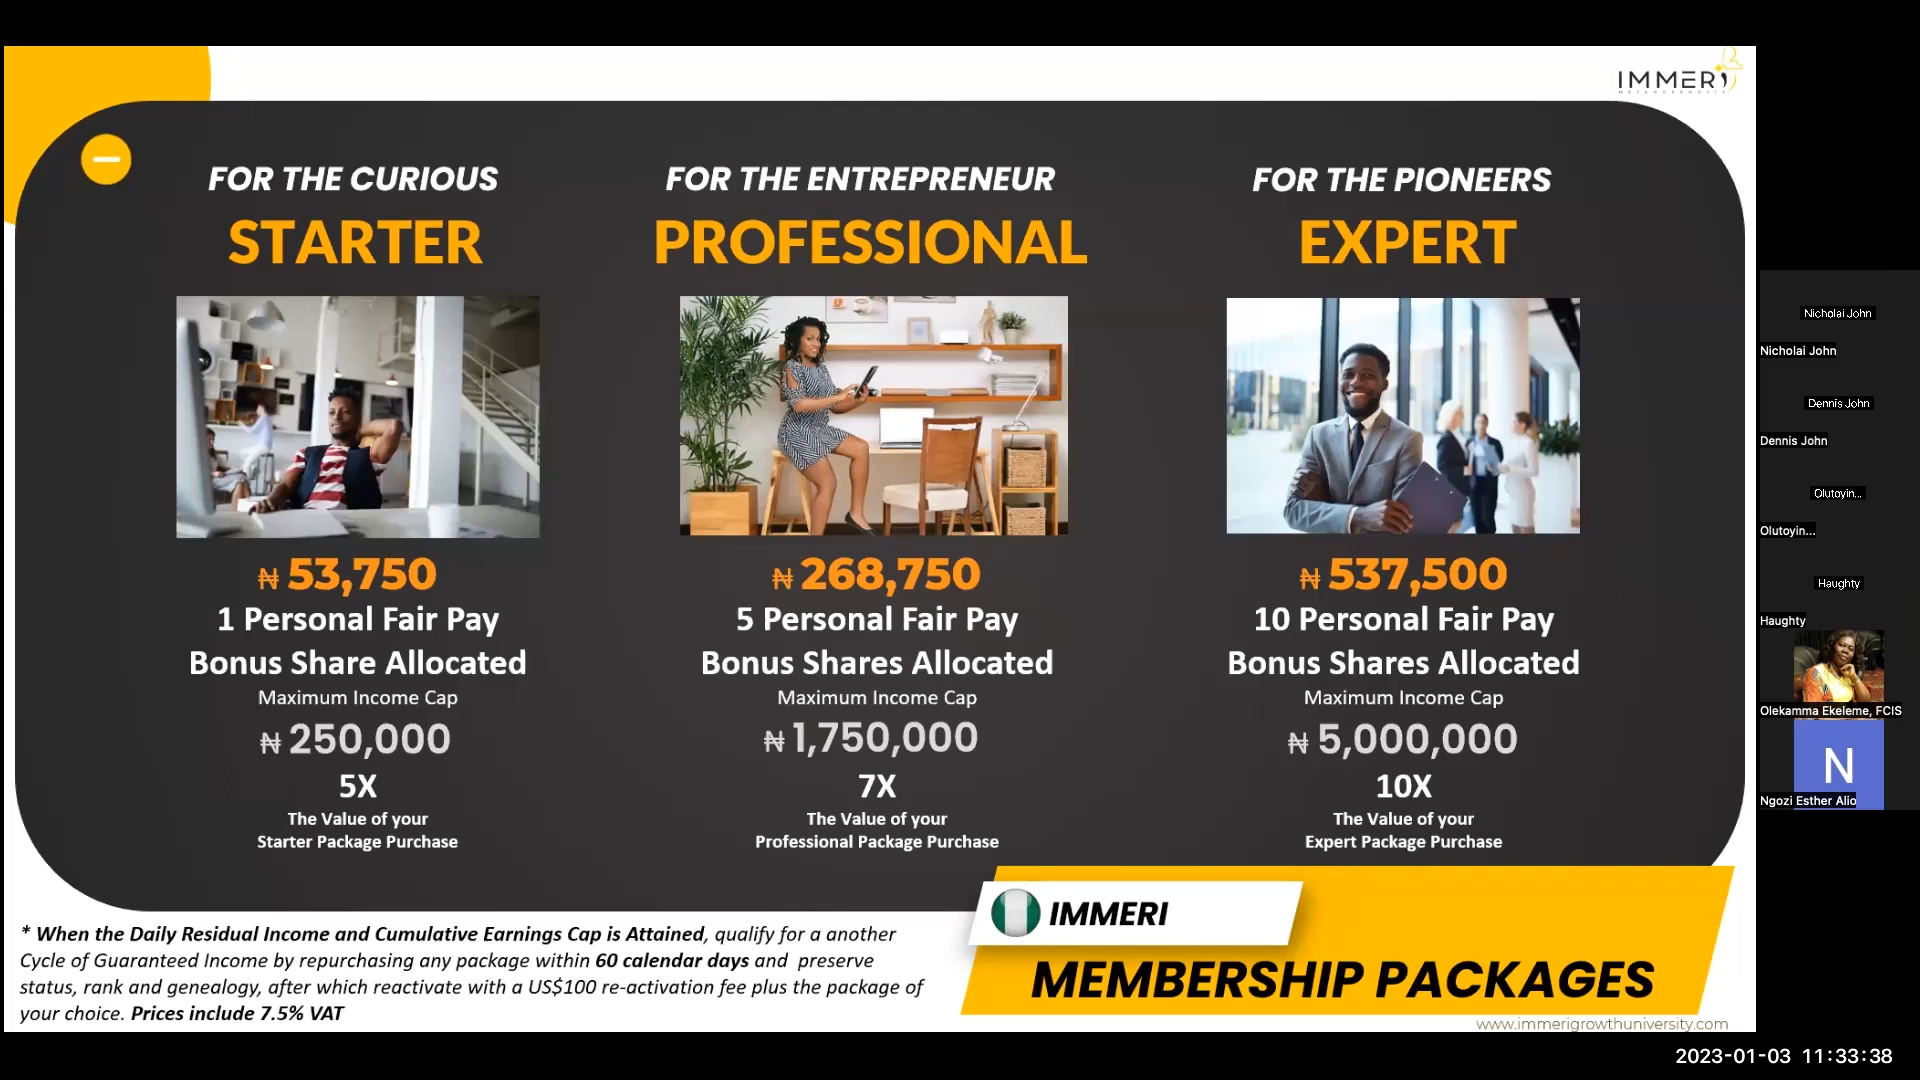 IMMERI
FOR THE CURIOUS
STARTER
₦ 53,750
1 Personal Fair Pay
Bonus Share Allocated
Maximum Income Cap
₦ 250,000
5X
The Value of your
Starter Package Purchase
FOR THE ENTREPRENEUR
PROFESSIONAL
₦ 268,750
5 Personal Fair Pay
Bonus Shares Allocated
Maximum Income Cap
₦ 1,750,000
7X
The Value of your
Professional Package Purchase
FOR THE PIONEERS
EXPERT
₦ 537,500
10 Personal Fair Pay
Bonus Shares Allocated
Maximum Income Cap
₦ 5,000,000
10X
The Value of your
Expert Package Purchase
* When the Daily Residual Income and Cumulative Earnings Cap is Attained, qualify for a another
Cycle of Guaranteed Income by repurchasing any package within 60 calendar days and preserve
status, rank and genealogy, after which reactivate with a US$100 re-activation fee plus the package of
your choice. Prices include 7.5% VAT
IMMERI
MEMBERSHIP PACKAGES
www.immerigrowthuniversity.com
Nicholai John
Nicholai John
Dennis John
Dennis John
Olutoyin...
Olutoyin...
Haughty
Haughty
Olekamma Ekeleme, FCIS
N
Ngozi Esther Alio
2023-01-03 11:33:38